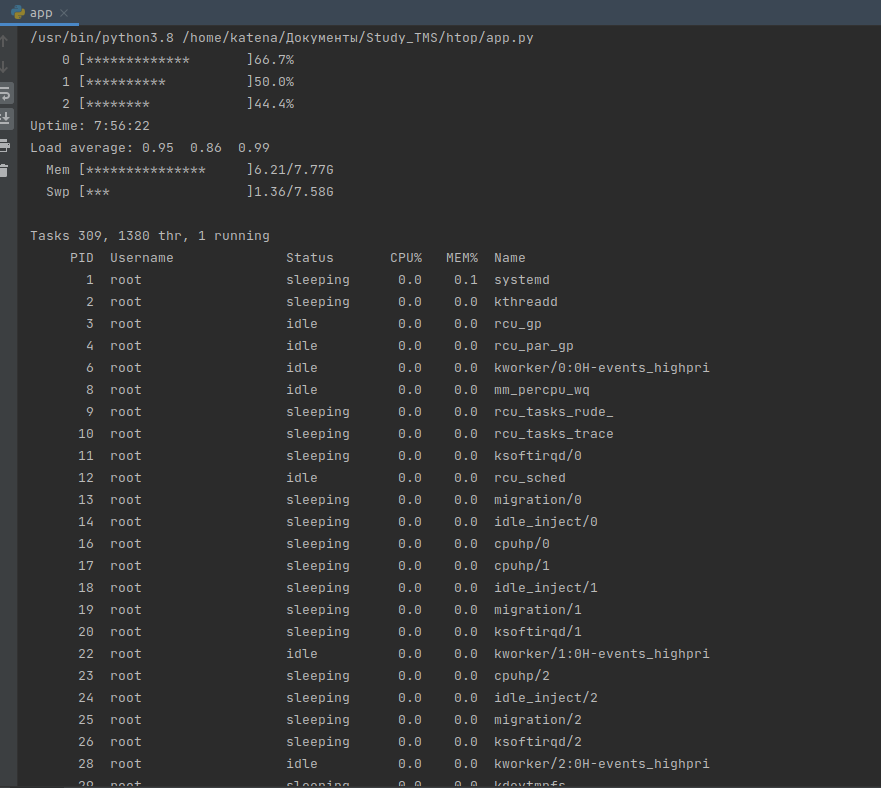 app
/usr/bin/python3.8 /home/katena/Документы/Study_TMS/htop/app.py
0 [************* ]66.7%
1 [********** ]50.0%
2 [******** ]44.4%
Uptime: 7:56:22
Load average: 0.95 0.86 0.99
Mem [*************** ]6.21/7.77G
Swp [*** ]1.36/7.58G
Tasks 309, 1380 thr, 1 running
PID Username Status CPU% MEM% Name
1 root sleeping 0.0 0.1 systemd
2 root sleeping 0.0 0.0 kthreadd
3 root idle 0.0 0.0 rcu_gp
4 root idle 0.0 0.0 rcu_par_gp
6 root idle 0.0 0.0 kworker/0:0H-events_highpri
8 root idle 0.0 0.0 mm_percpu_wq
9 root sleeping 0.0 0.0 rcu_tasks_rude_
10 root sleeping 0.0 0.0 rcu_tasks_trace
11 root sleeping 0.0 0.0 ksoftirqd/0
12 root idle 0.0 0.0 rcu_sched
13 root sleeping 0.0 0.0 migration/0
14 root sleeping 0.0 0.0 idle_inject/0
16 root sleeping 0.0 0.0 cpuhp/0
17 root sleeping 0.0 0.0 cpuhp/1
18 root sleeping 0.0 0.0 idle_inject/1
19 root sleeping 0.0 0.0 migration/1
20 root sleeping 0.0 0.0 ksoftirqd/1
22 root idle 0.0 0.0 kworker/1:0H-events_highpri
23 root sleeping 0.0 0.0 cpuhp/2
24 root sleeping 0.0 0.0 idle_inject/2
25 root sleeping 0.0 0.0 migration/2
26 root sleeping 0.0 0.0 ksoftirqd/2
28 root idle 0.0 0.0 kworker/2:0H-events_highpri
29 root sleeping 0.0 0.0 kdevtmpfs